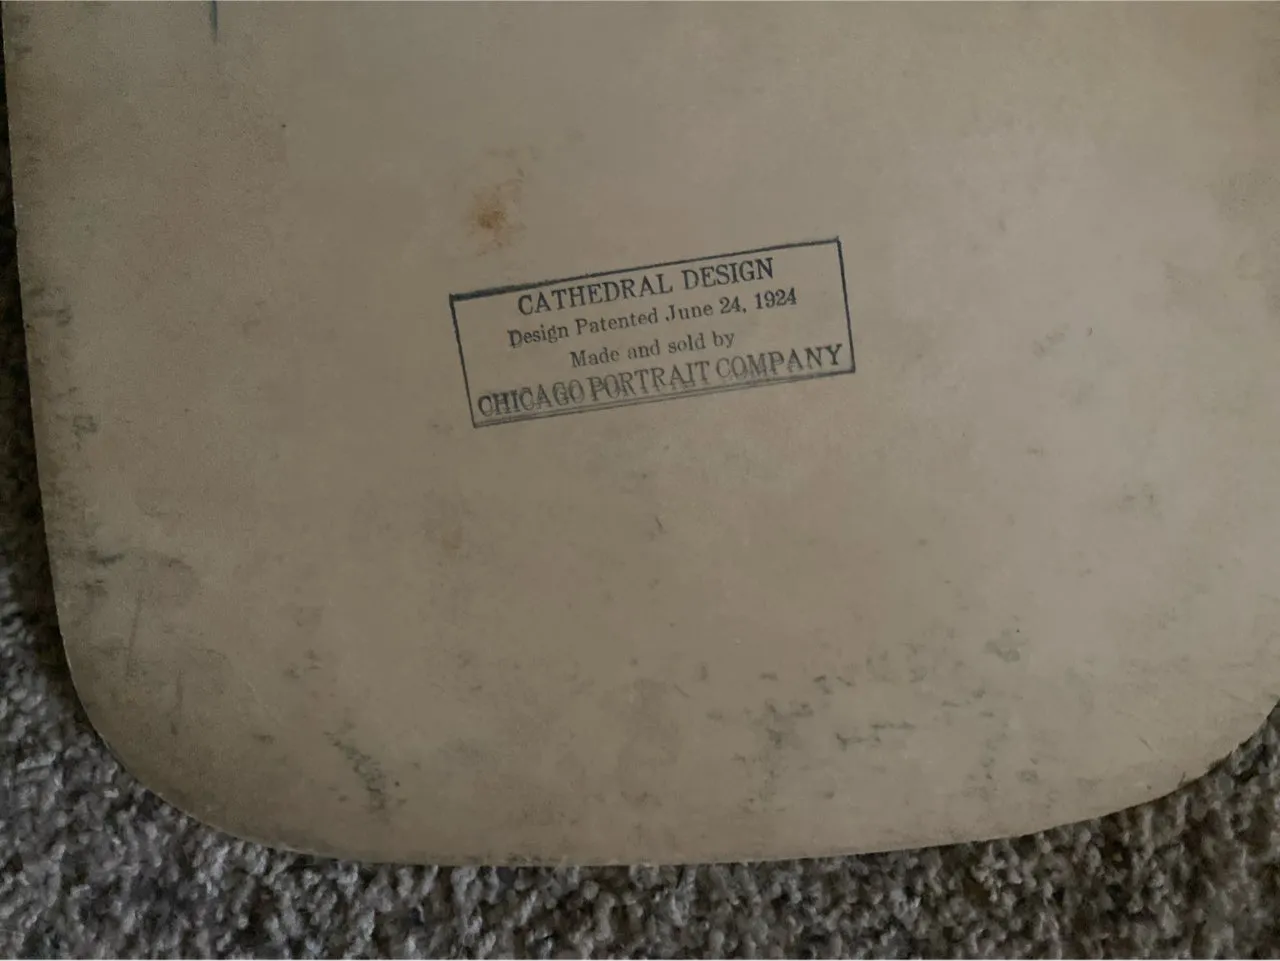 CATHEDRAL DESIGN
Design Patented June 24, 1924
Made and sold by
CHICAGO PORTRAIT COMPANY